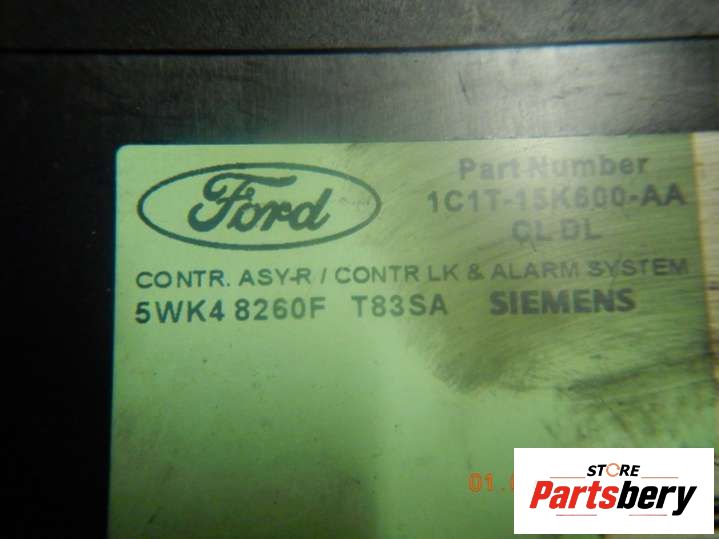 Ford
Part Number
1C1T-15K600-AA
CL DL
CONTR. ASY-R / CONTR LK & ALARM SYSTEM
5WK4 8260F T83SA SIEMENS
01.
STORE
Partsbery